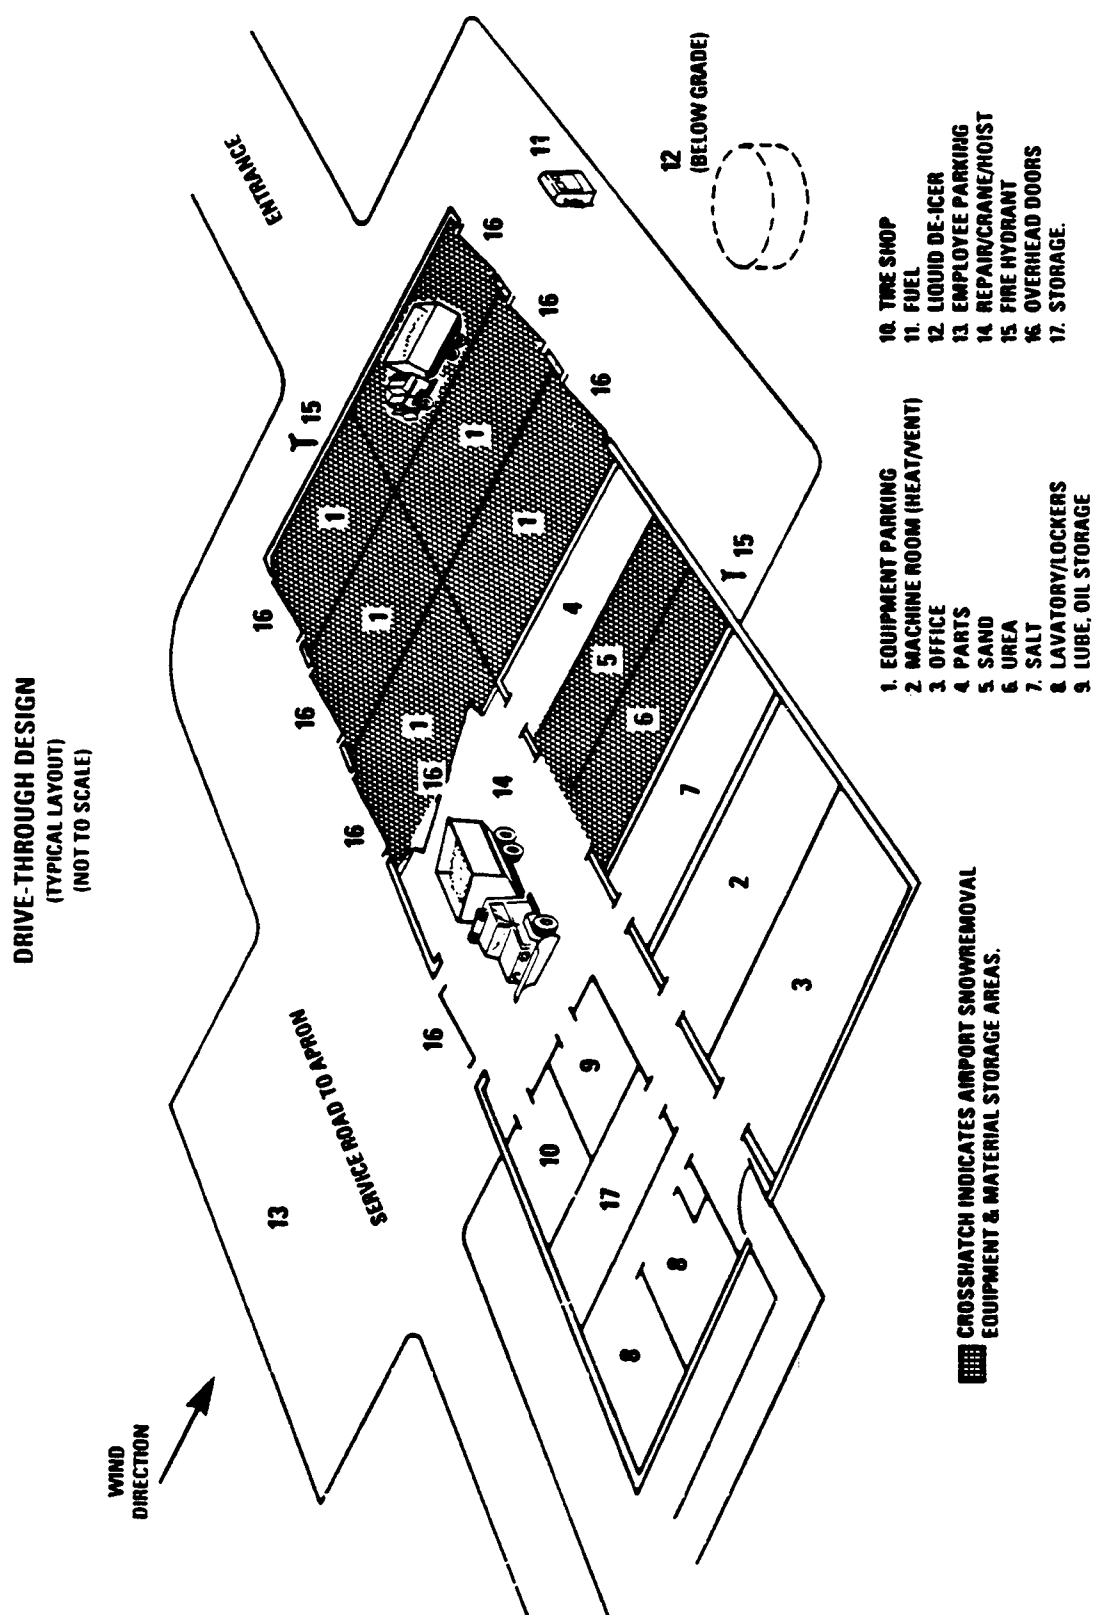 DRIVE-THROUGH DESIGN
(TYPICAL LAYOUT)
(NOT TO SCALE)
WIND
DIRECTION
ENTRANCE
SERVICE ROAD TO APRON
13
15
16
16
16
16
16
1
1
1
1
1
16
16
16
11
12
(BELOW GRADE)
14
4
5
6
7
2
3
15
10
9
17
8
8
1. EQUIPMENT PARKING
2. MACHINE ROOM (HEAT/VENT)
3. OFFICE
4. PARTS
5. SAND
6. UREA
7. SALT
8. LAVATORY/LOCKERS
9. LUBE, OIL STORAGE
10. TIRE SHOP
11. FUEL
12. LIQUID DE-ICER
13. EMPLOYEE PARKING
14. REPAIR/CRANE/HOIST
15. FIRE HYDRANT
16. OVERHEAD DOORS
17. STORAGE.
CROSSHATCH INDICATES AIRPORT SNOWREMOVAL
EQUIPMENT & MATERIAL STORAGE AREAS.